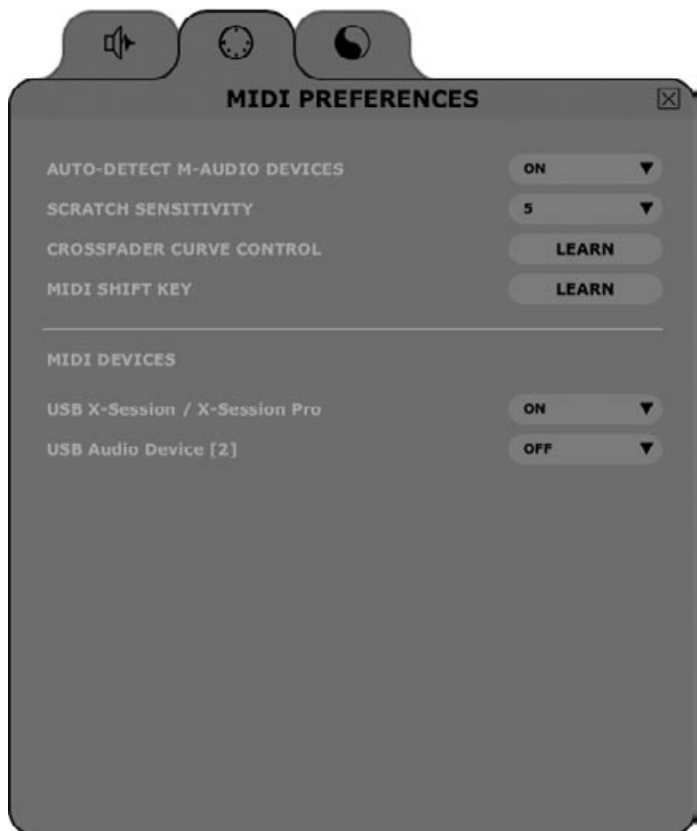 MIDI PREFERENCES
AUTO-DETECT M-AUDIO DEVICES ON
SCRATCH SENSITIVITY 5
CROSSFADER CURVE CONTROL LEARN
MIDI SHIFT KEY LEARN
MIDI DEVICES
USB X-Session / X-Session Pro ON
USB Audio Device [2] OFF